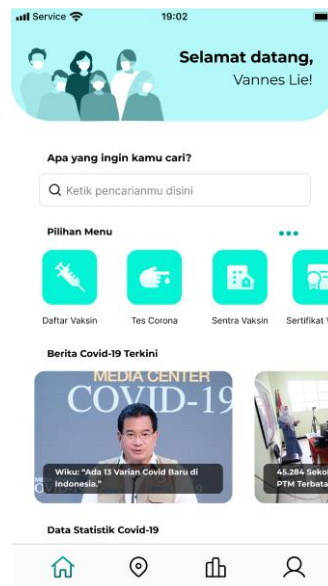 Service
19:02
Selamat datang,
Vannes Lie!
Apa yang ingin kamu cari?
Ketik pencarianmu disini
Pilihan Menu
Daftar Vaksin
Tes Corona
Sentra Vaksin
Sertifikat
Berita Covid-19 Terkini
MEDIA CENTER
COVID-19
Wiku: "Ada 13 Varian Covid Baru di
Indonesia."
45.284
PTM Terbata
Data Statistik Covid-19